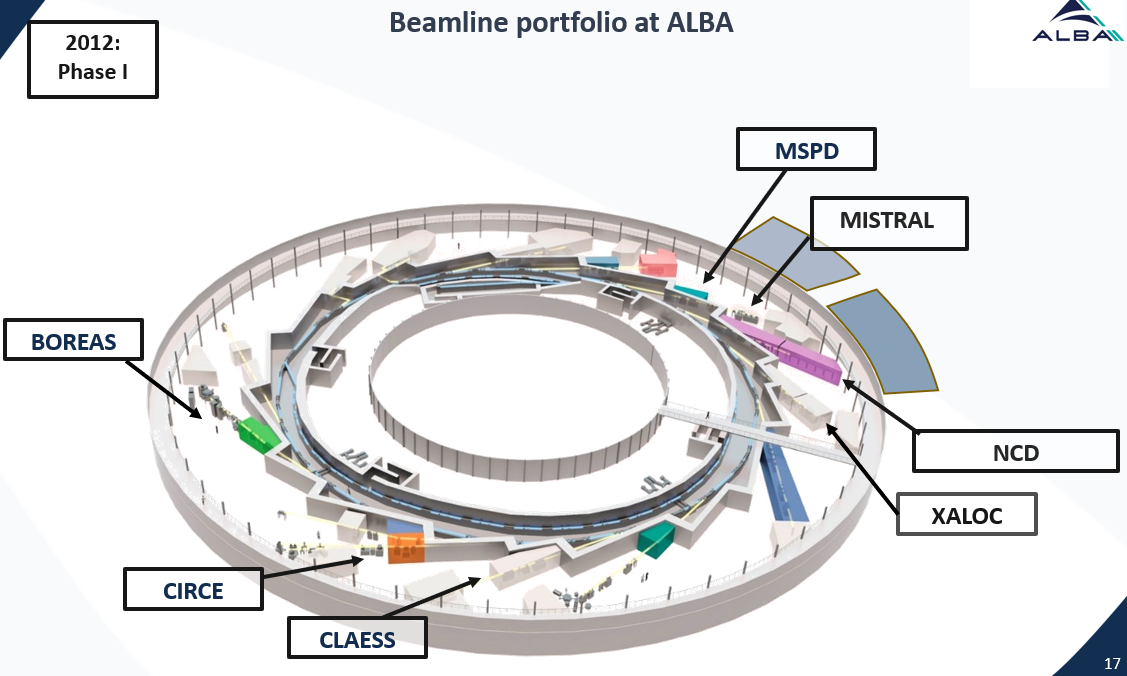 Beamline portfolio at ALBA
ALBA
2012:
Phase I
MSPD
MISTRAL
BOREAS
NCD
XALOC
CIRCE
CLAESS
17